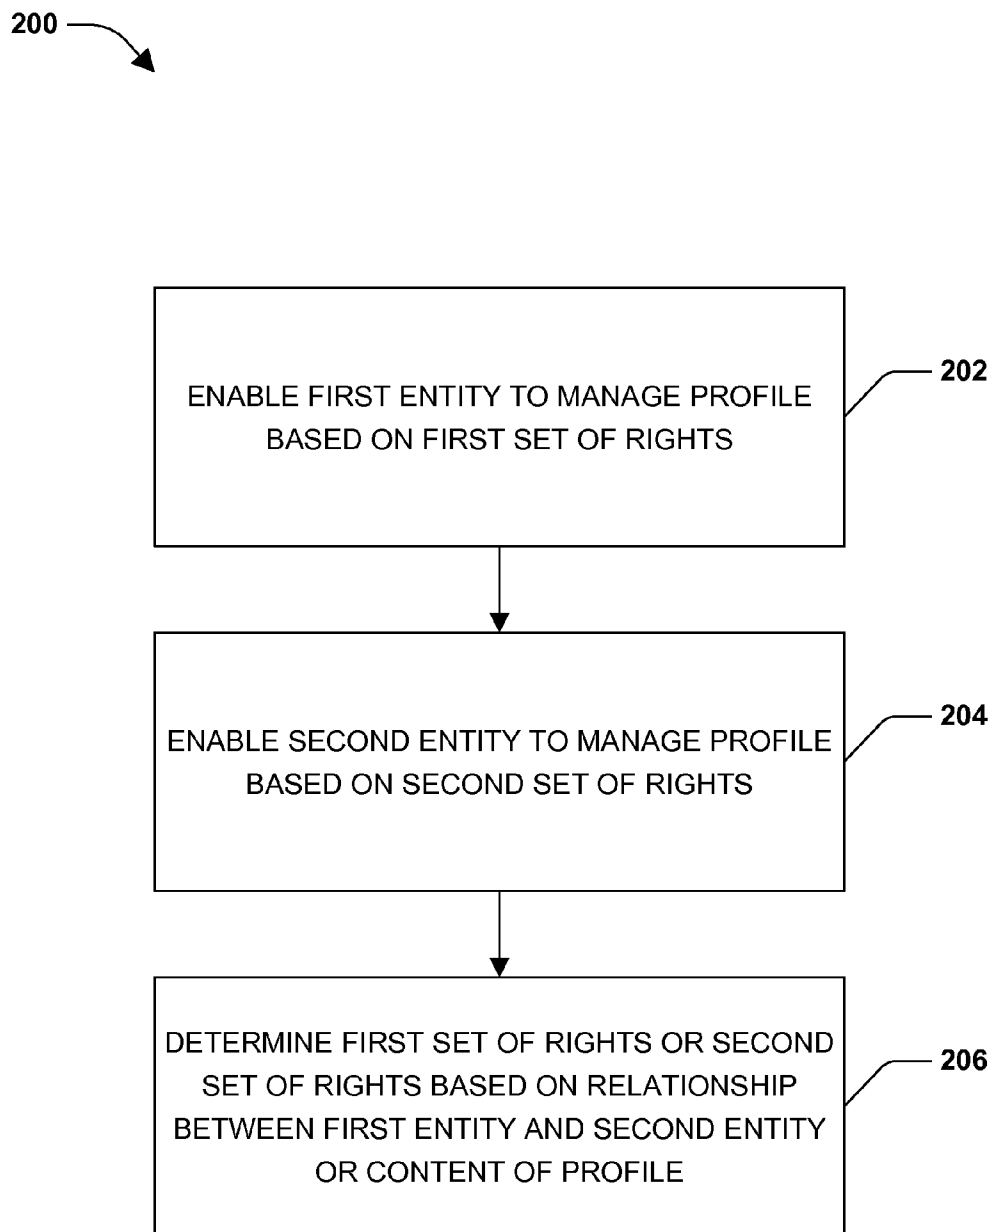 200
ENABLE FIRST ENTITY TO MANAGE PROFILE
BASED ON FIRST SET OF RIGHTS
202
ENABLE SECOND ENTITY TO MANAGE PROFILE
BASED ON SECOND SET OF RIGHTS
204
DETERMINE FIRST SET OF RIGHTS OR SECOND
SET OF RIGHTS BASED ON RELATIONSHIP
BETWEEN FIRST ENTITY AND SECOND ENTITY
OR CONTENT OF PROFILE
206